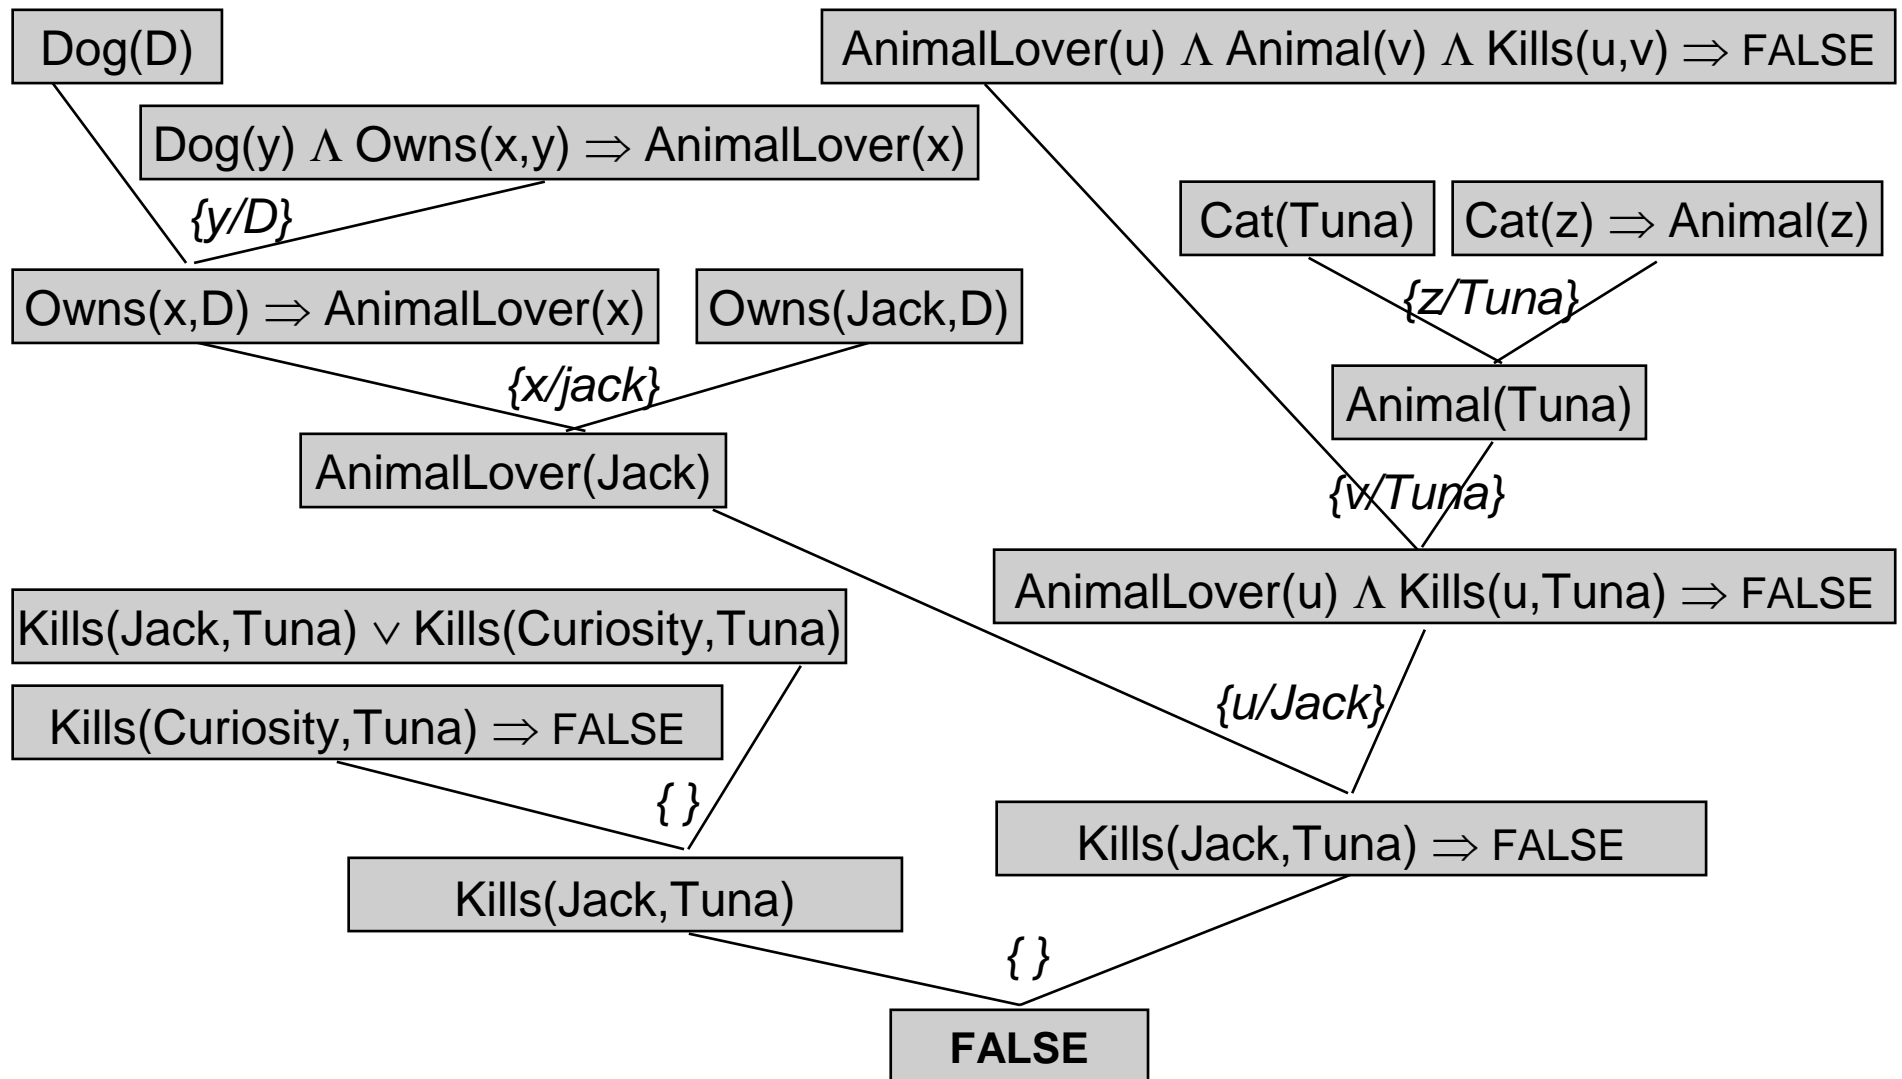 Dog(D)
AnimalLover(u) Λ Animal(v) Λ Kills(u,v) ⇒ FALSE
Dog(y) Λ Owns(x,y) ⇒ AnimalLover(x)
{y/D}
Cat(Tuna)
Cat(z) ⇒ Animal(z)
Owns(x,D) ⇒ AnimalLover(x)
Owns(Jack,D)
{z/Tuna}
{x/jack}
Animal(Tuna)
AnimalLover(Jack)
{v/Tuna}
AnimalLover(u) Λ Kills(u,Tuna) ⇒ FALSE
Kills(Jack,Tuna) ∨ Kills(Curiosity,Tuna)
Kills(Curiosity,Tuna) ⇒ FALSE
{u/Jack}
{ }
Kills(Jack,Tuna) ⇒ FALSE
Kills(Jack,Tuna)
{ }
FALSE